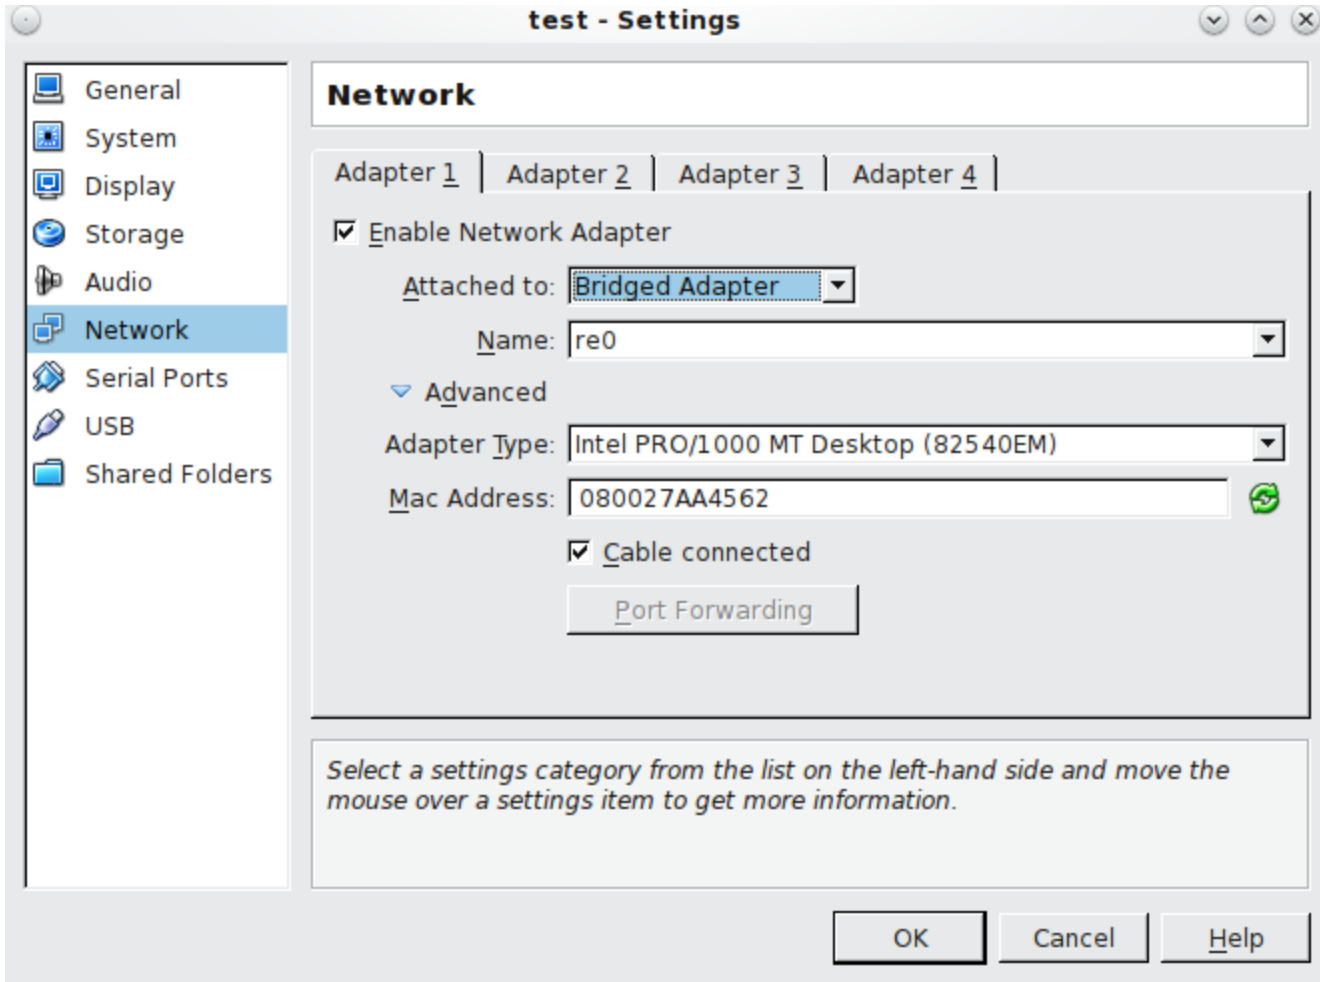 test - Settings
General
System
Display
Storage
Audio
Network
Serial Ports
USB
Shared Folders
Network
Adapter 1
Adapter 2
Adapter 3
Adapter 4
Enable Network Adapter
Attached to: Bridged Adapter
Name: re0
Advanced
Adapter Type: Intel PRO/1000 MT Desktop (82540EM)
Mac Address: 080027AA4562
Cable connected
Port Forwarding
Select a settings category from the list on the left-hand side and move the
mouse over a settings item to get more information.
OK
Cancel
Help